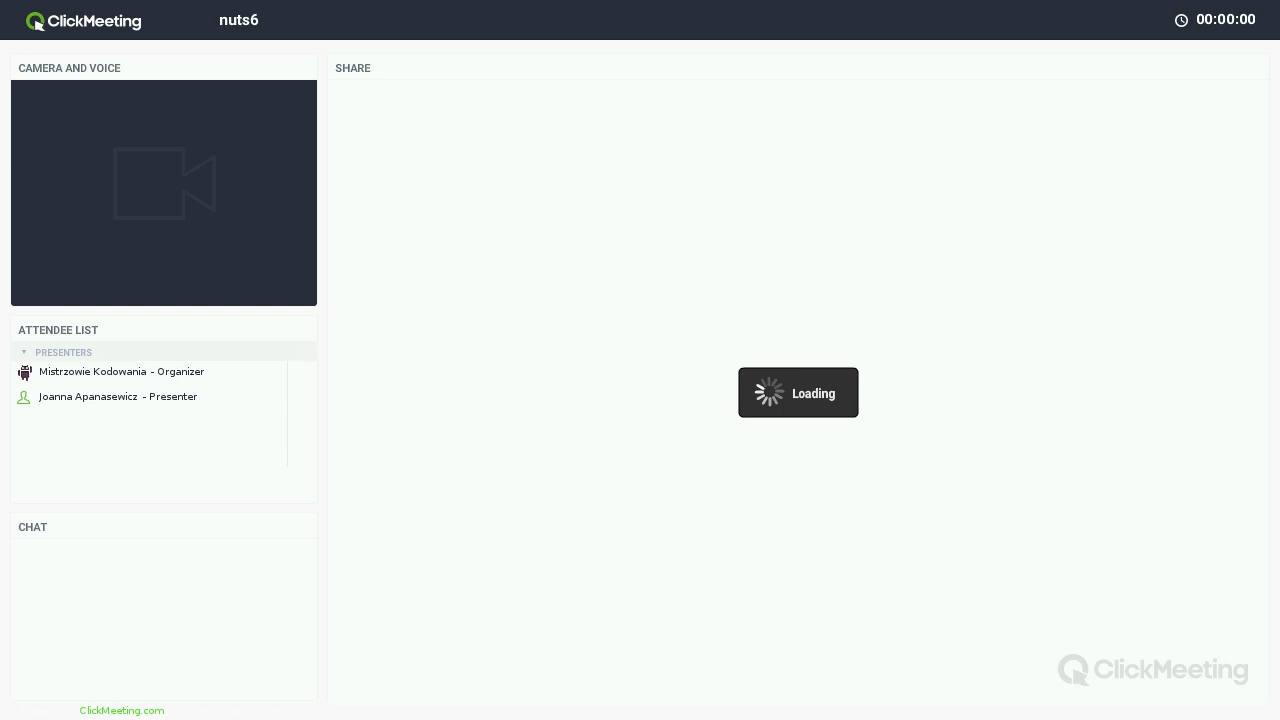 ClickMeeting
nuts6
00:00:00
CAMERA AND VOICE
SHARE
ATTENDEE LIST
PRESENTERS
Mistrzowie Kodowania - Organizer
Joanna Apanasewicz - Presenter
Loading
CHAT
ClickMeeting
ClickMeeting.com